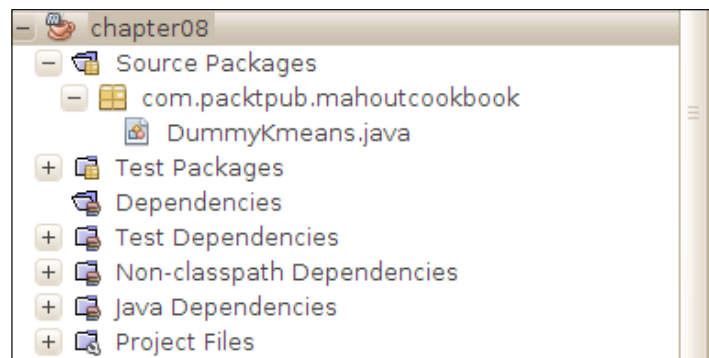 chapter08
Source Packages
com.packtpub.mahoutcookbook
DummyKmeans.java
Test Packages
Dependencies
Test Dependencies
Non-classpath Dependencies
Java Dependencies
Project Files